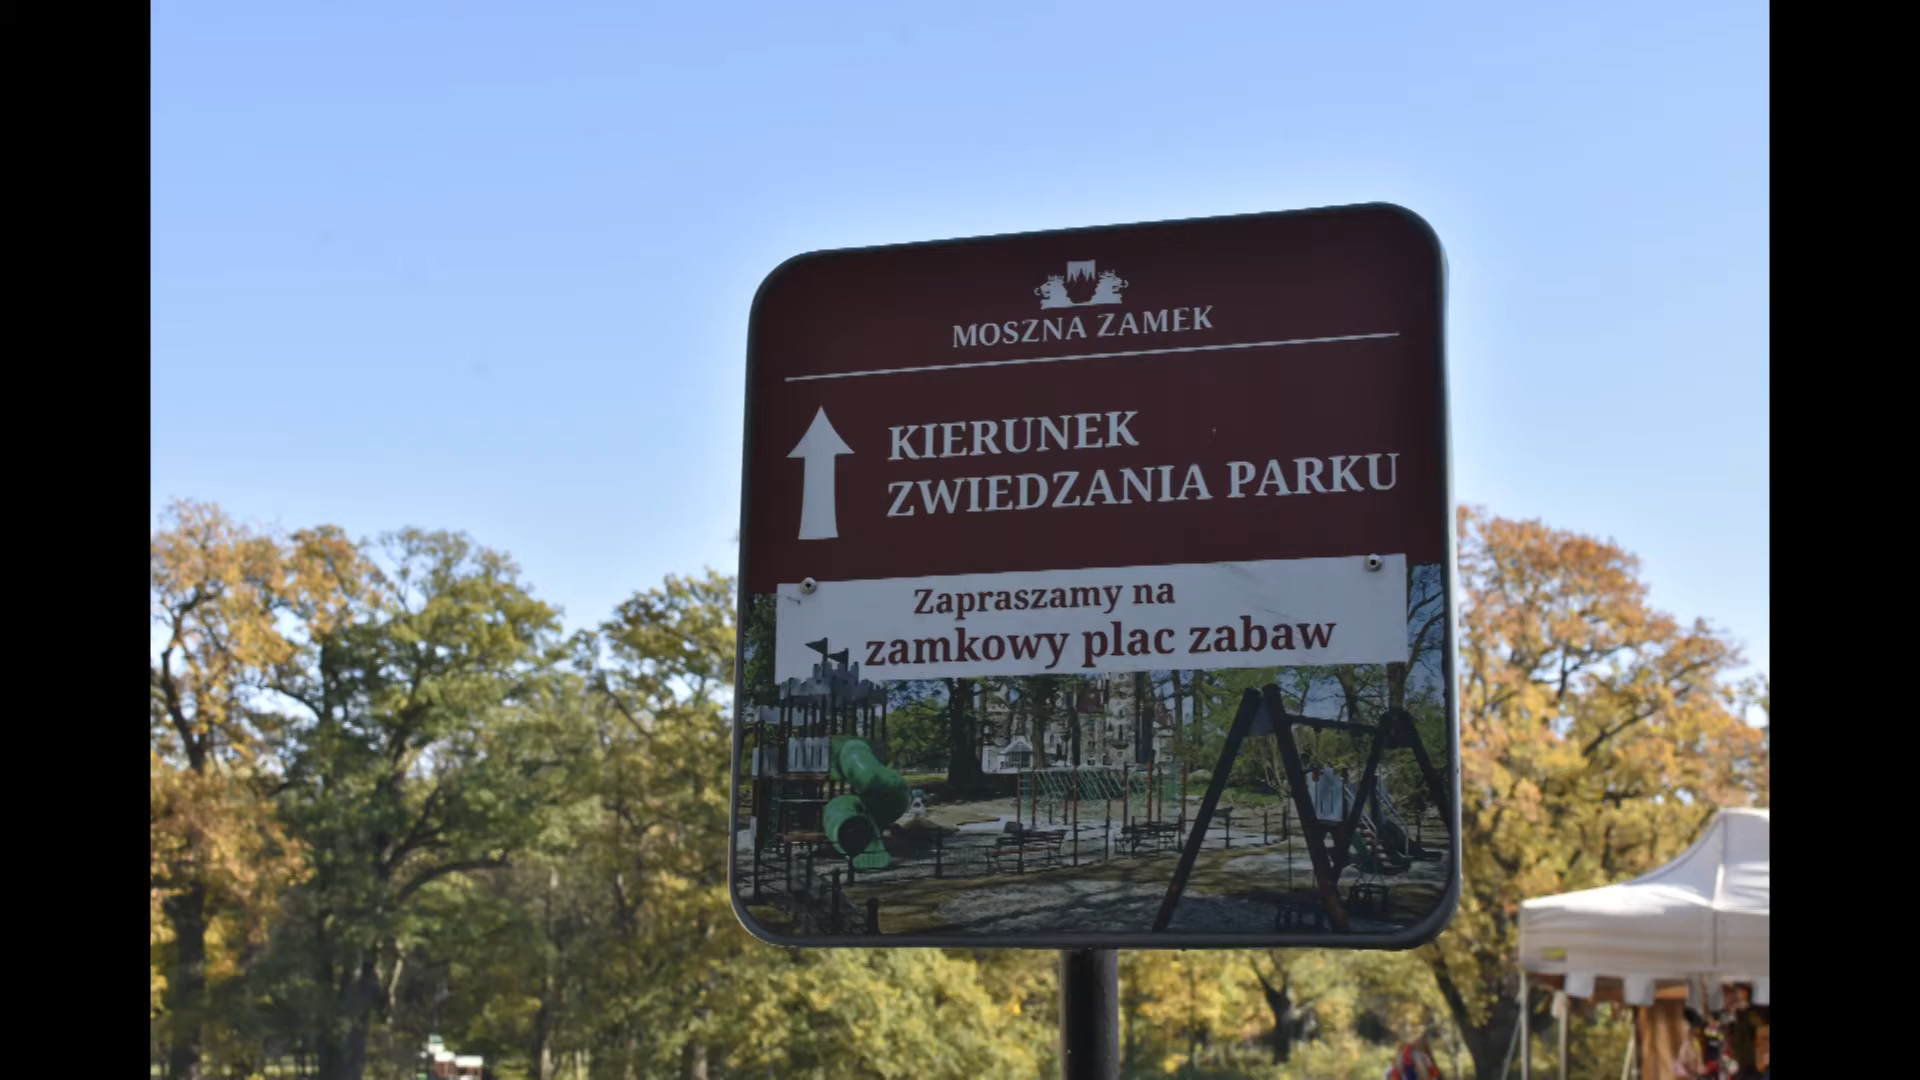 MOSZNA ZAMEK
KIERUNEK
ZWIEDZANIA PARKU
Zapraszamy na
zamkowy plac zabaw